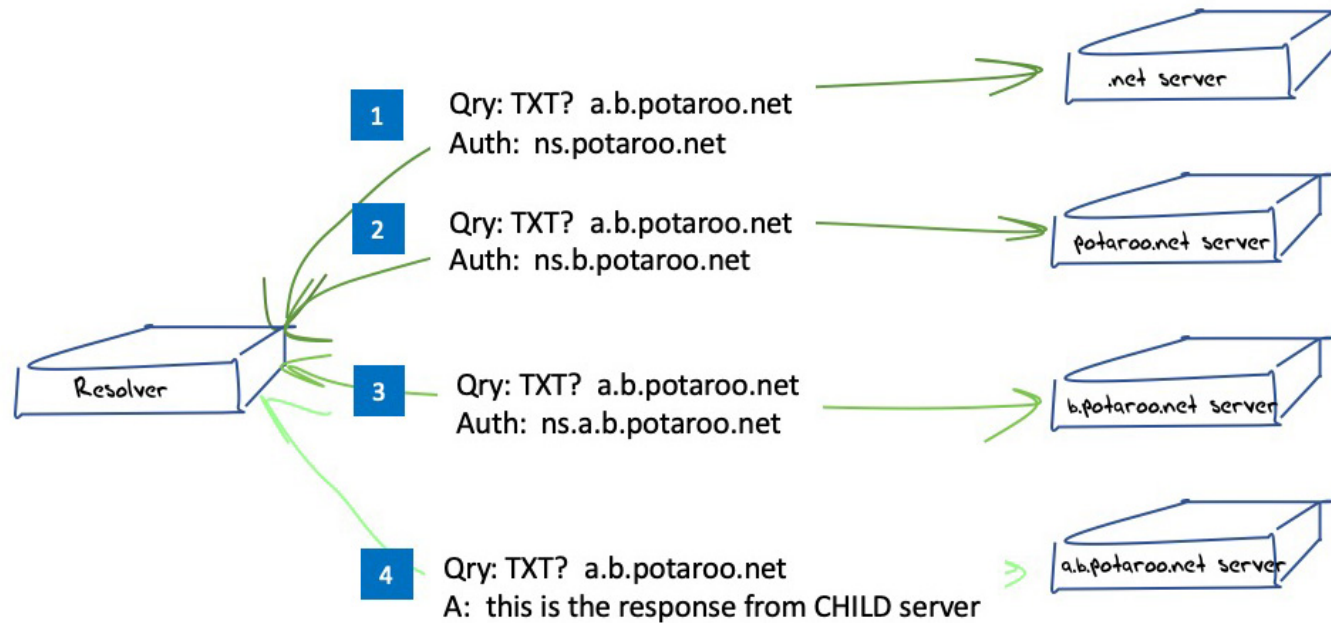 .net server
1
Qry: TXT? a.b.potaroo.net
Auth: ns.potaroo.net
2
Qry: TXT? a.b.potaroo.net
Auth: ns.b.potaroo.net
potaroo.net server
Resolver
3
Qry: TXT? a.b.potaroo.net
Auth: ns.a.b.potaroo.net
b.potaroo.net server
4
Qry: TXT? a.b.potaroo.net
A: this is the response from CHILD server
a.b.potaroo.net server